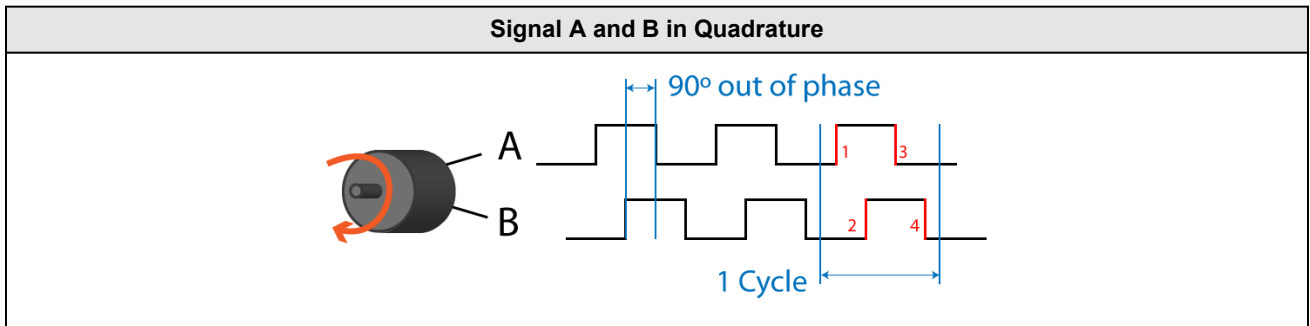 Signal A and B in Quadrature
90º out of phase
A
1
3
B
2
4
1 Cycle